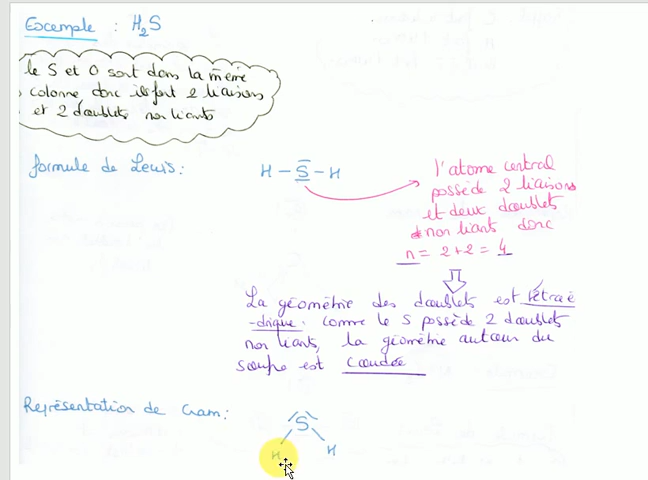 Exemple : H₂S
le S et O sont dans la même
colonne donc ils font 2 liaisons
et 2 doublets non liants
formule de Lewis :
H - S - H
l'atome central
possède 2 liaisons
et deux doublets
non liants donc
n = 2+2 = 4
La géométrie des doublets est tétraé
-drique : comme le S possède 2 doublets
non liants, la géométrie autour du
soufre est coudée
Représentation de Cram :
S
H H